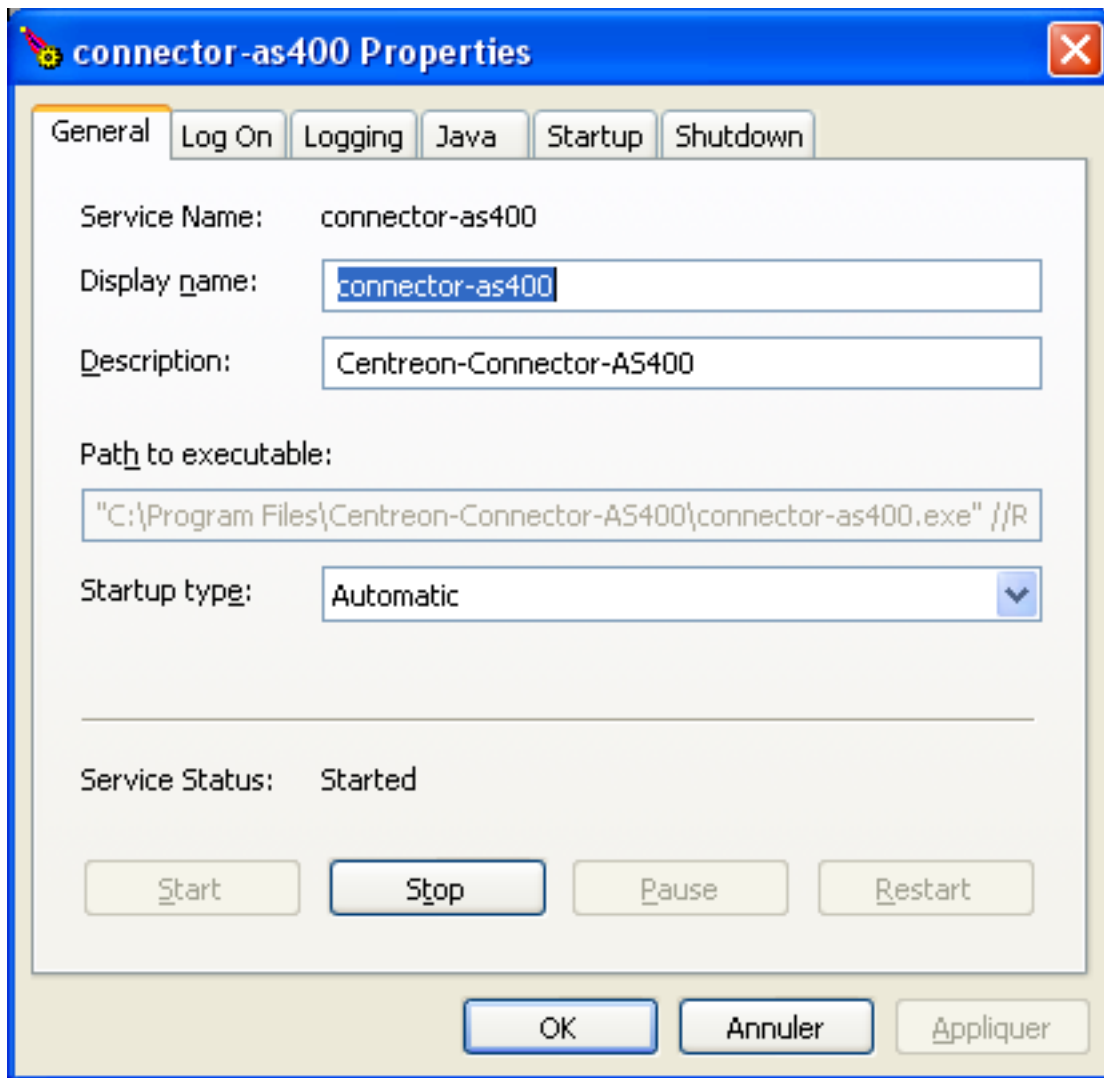 connector-as400 Properties
General Log On Logging Java Startup Shutdown
Service Name: connector-as400
Display name: connector-as400
Description: Centreon-Connector-AS400
Path to executable:
"C:\Program Files\Centreon-Connector-AS400\connector-as400.exe" //R
Startup type: Automatic
Service Status: Started
Start Stop Pause Restart
OK Annuler Appliquer